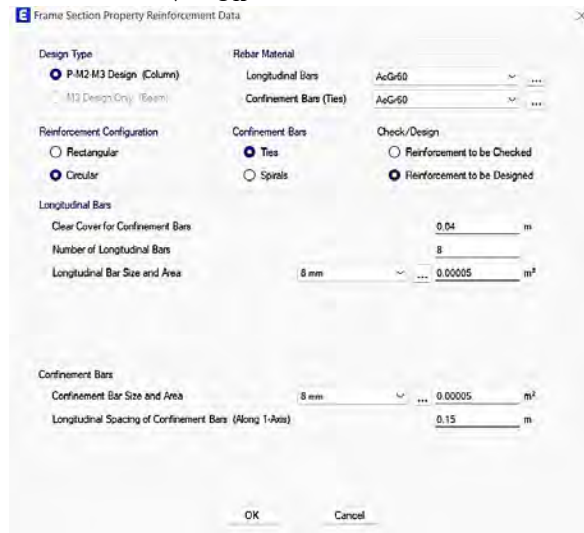 E Frame Section Property Reinforcement Data
Design Type
Rebar Material
P-M2-M3 Design (Column)
Longitudinal Bars
AcGr60
...
M3 Design Only (Beam)
Confinement Bars (Ties)
AcGr60
...
Reinforcement Configuration
Confinement Bars
Check/Design
Rectangular
Ties
Reinforcement to be Checked
Circular
Spirals
Reinforcement to be Designed
Longitudinal Bars
Clear Cover for Confinement Bars
0.04
m
Number of Longitudinal Bars
8
Longitudinal Bar Size and Area
8 mm
...
0.00005
m²
Confinement Bars
Confinement Bar Size and Area
8 mm
...
0.00005
m²
Longitudinal Spacing of Confinement Bars (Along 1-Axis)
0.15
m
OK
Cancel